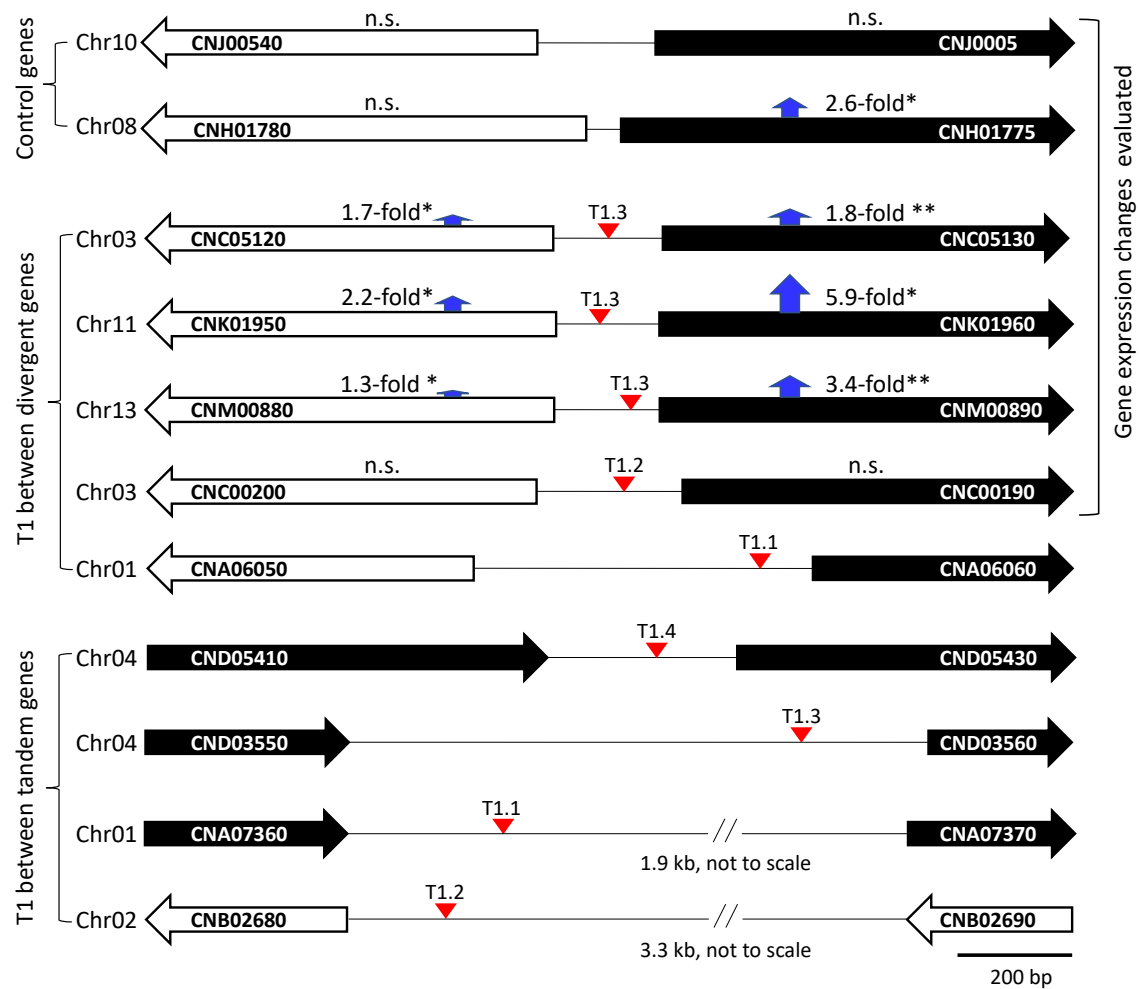 Control genes
n.s. n.s.
Chr10 CNJ00540 CNJ0005
n.s. 2.6-fold*
Chr08 CNH01780 CNH01775
Gene expression changes evaluated
T1 between divergent genes
1.7-fold* T1.3 1.8-fold **
Chr03 CNC05120 CNC05130
2.2-fold* T1.3 5.9-fold*
Chr11 CNK01950 CNK01960
1.3-fold * T1.3 3.4-fold**
Chr13 CNM00880 CNM00890
n.s. T1.2 n.s.
Chr03 CNC00200 CNC00190
T1.1
Chr01 CNA06050 CNA06060
T1 between tandem genes
T1.4
Chr04 CND05410 CND05430
T1.3
Chr04 CND03550 CND03560
T1.1
Chr01 CNA07360 // CNA07370
1.9 kb, not to scale
T1.2
Chr02 CNB02680 // CNB02690
3.3 kb, not to scale
200 bp